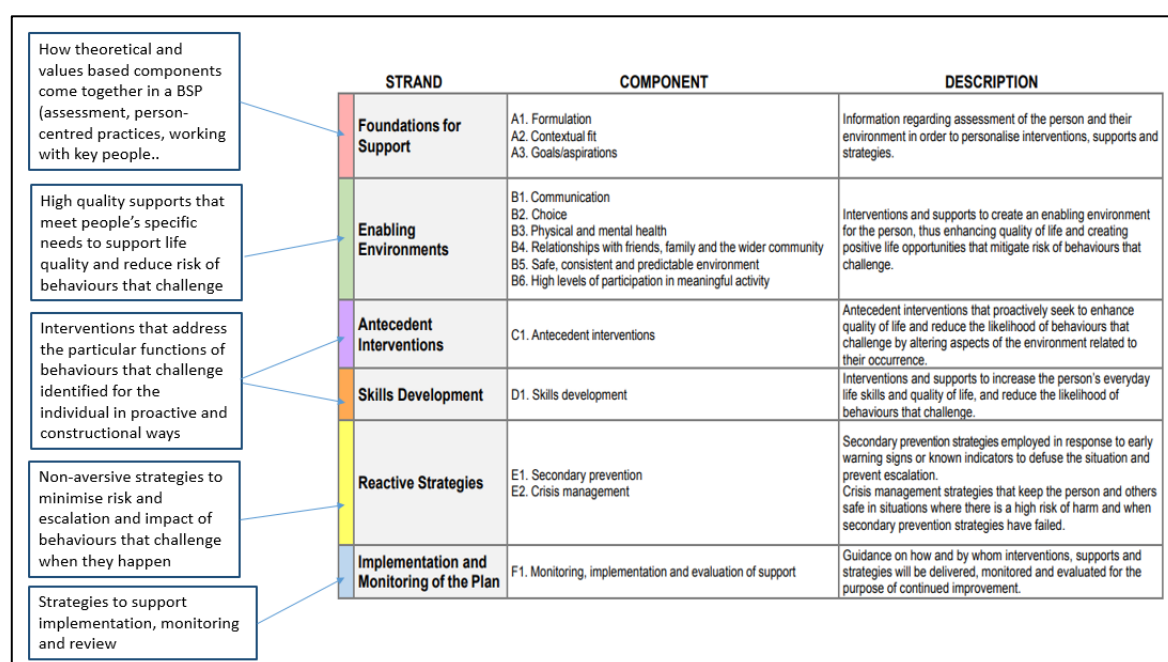 How theoretical and
values based components
come together in a BSP
(assessment, person-
centred practices, working
with key people..
High quality supports that
meet people's specific
needs to support life
quality and reduce risk of
behaviours that challenge
Interventions that address
the particular functions of
behaviours that challenge
identified for the
individual in proactive and
constructional ways
Non-aversive strategies to
minimise risk and
escalation and impact of
behaviours that challenge
when they happen
Strategies to support
implementation, monitoring
and review
STRAND COMPONENT DESCRIPTION
Foundations for
Support
A1. Formulation
A2. Contextual fit
A3. Goals/aspirations
Information regarding assessment of the person and their
environment in order to personalise interventions, supports and
strategies.
Enabling
Environments
B1. Communication
B2. Choice
B3. Physical and mental health
B4. Relationships with friends, family and the wider community
B5. Safe, consistent and predictable environment
B6. High levels of participation in meaningful activity
Interventions and supports to create an enabling environment
for the person, thus enhancing quality of life and creating
positive life opportunities that mitigate risk of behaviours that
challenge.
Antecedent
Interventions
C1. Antecedent interventions
Antecedent interventions that proactively seek to enhance
quality of life and reduce the likelihood of behaviours that
challenge by altering aspects of the environment related to
their occurrence.
Skills Development
D1. Skills development
Interventions and supports to increase the person's everyday
life skills and quality of life, and reduce the likelihood of
behaviours that challenge.
Reactive Strategies
E1. Secondary prevention
E2. Crisis management
Secondary prevention strategies employed in response to early
warning signs or known indicators to defuse the situation and
prevent escalation.
Crisis management strategies that keep the person and others
safe in situations where there is a high risk of harm and when
secondary prevention strategies have failed.
Implementation and
Monitoring of the Plan
F1. Monitoring, implementation and evaluation of support
Guidance on how and by whom interventions, supports and
strategies will be delivered, monitored and evaluated for the
purpose of continued improvement.